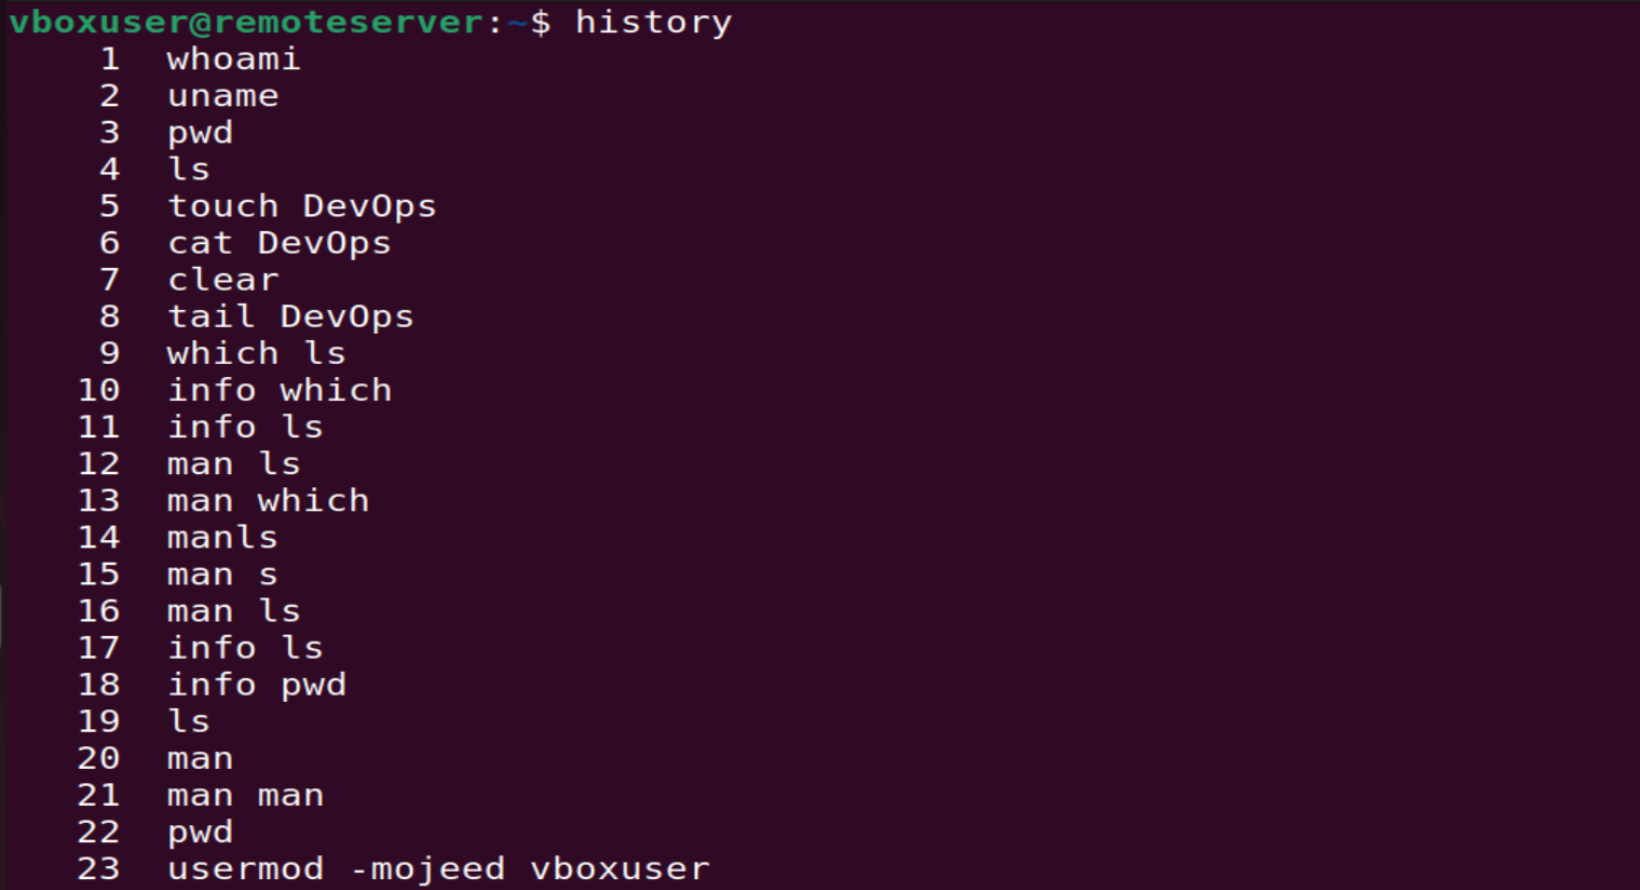 vboxuser@remoteserver:~$ history
1 whoami
2 uname
3 pwd
4 ls
5 touch DevOps
6 cat DevOps
7 clear
8 tail DevOps
9 which ls
10 info which
11 info ls
12 man ls
13 man which
14 manls
15 man s
16 man ls
17 info ls
18 info pwd
19 ls
20 man
21 man man
22 pwd
23 usermod -mojeed vboxuser